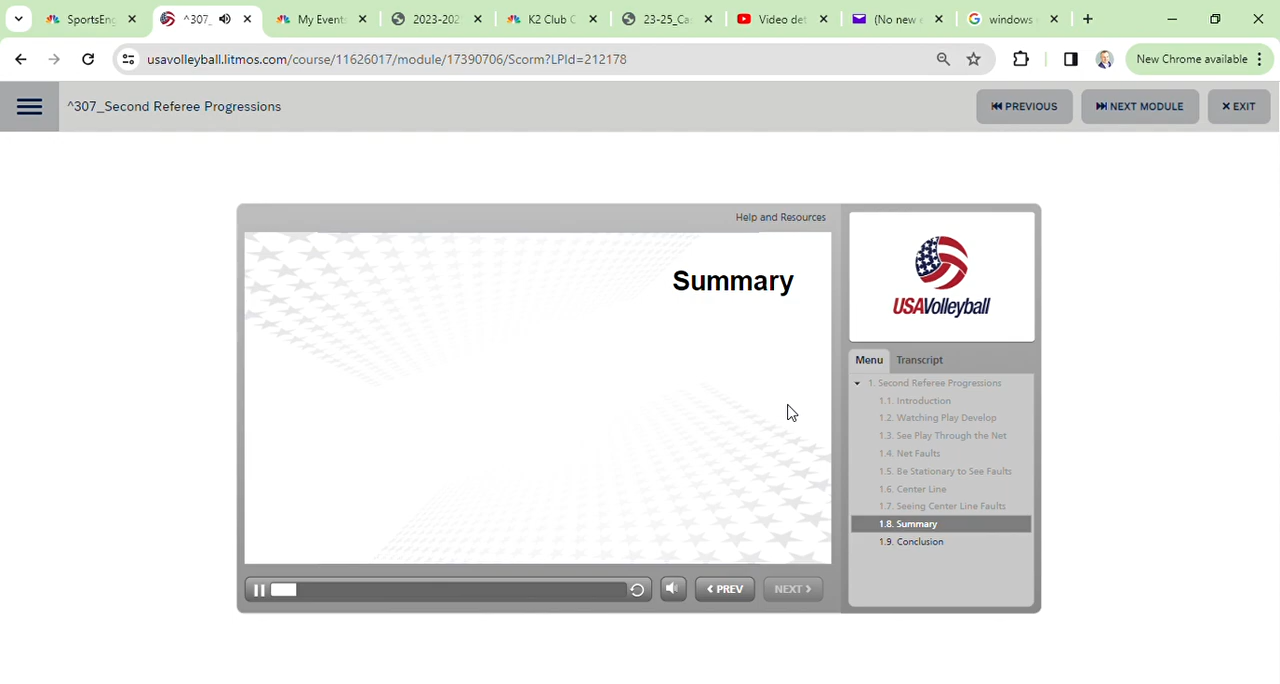 SportsEng
^307_
My Event
2023-202
K2 Club C
23-25_Ca
Video det
(No new e
windows
usavolleyball.litmos.com/course/11626017/module/17390706/Scorm?LPId=212178
New Chrome available
^307_Second Referee Progressions
PREVIOUS
NEXT MODULE
EXIT
Help and Resources
Summary
USAVolleyball
Menu Transcript
1. Second Referee Progressions
1.1. Introduction
1.2. Watching Play Develop
1.3. See Play Through the Net
1.4. Net Faults
1.5. Be Stationary to See Faults
1.6. Center Line
1.7. Seeing Center Line Faults
1.8. Summary
1.9. Conclusion
PREV
NEXT